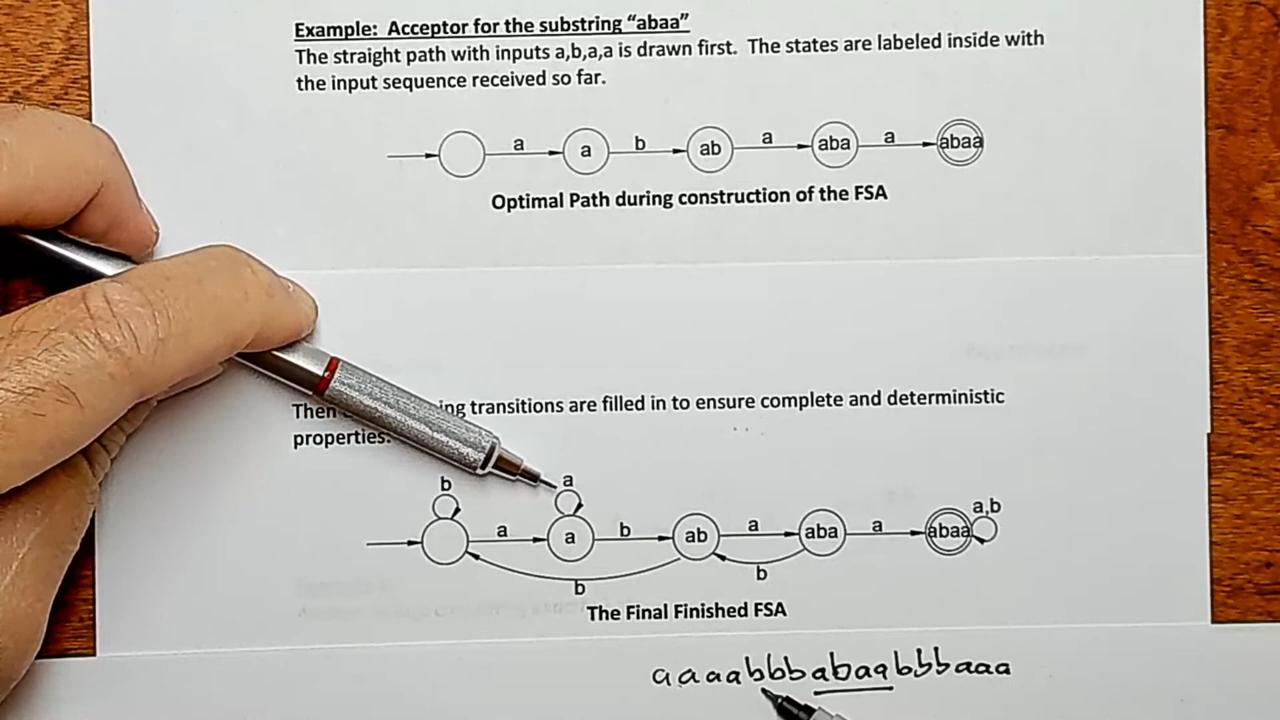 Example: Acceptor for the substring "abaa"
The straight path with inputs a,b,a,a is drawn first. The states are labeled inside with
the input sequence received so far.
a b a a
a ab aba abaa
Optimal Path during construction of the FSA
Then transitions are filled in to ensure complete and deterministic
properties.
b a a,b
a b a a
a ab aba abaa
b b
The Final Finished FSA
aaaabbbabaabbbaaa